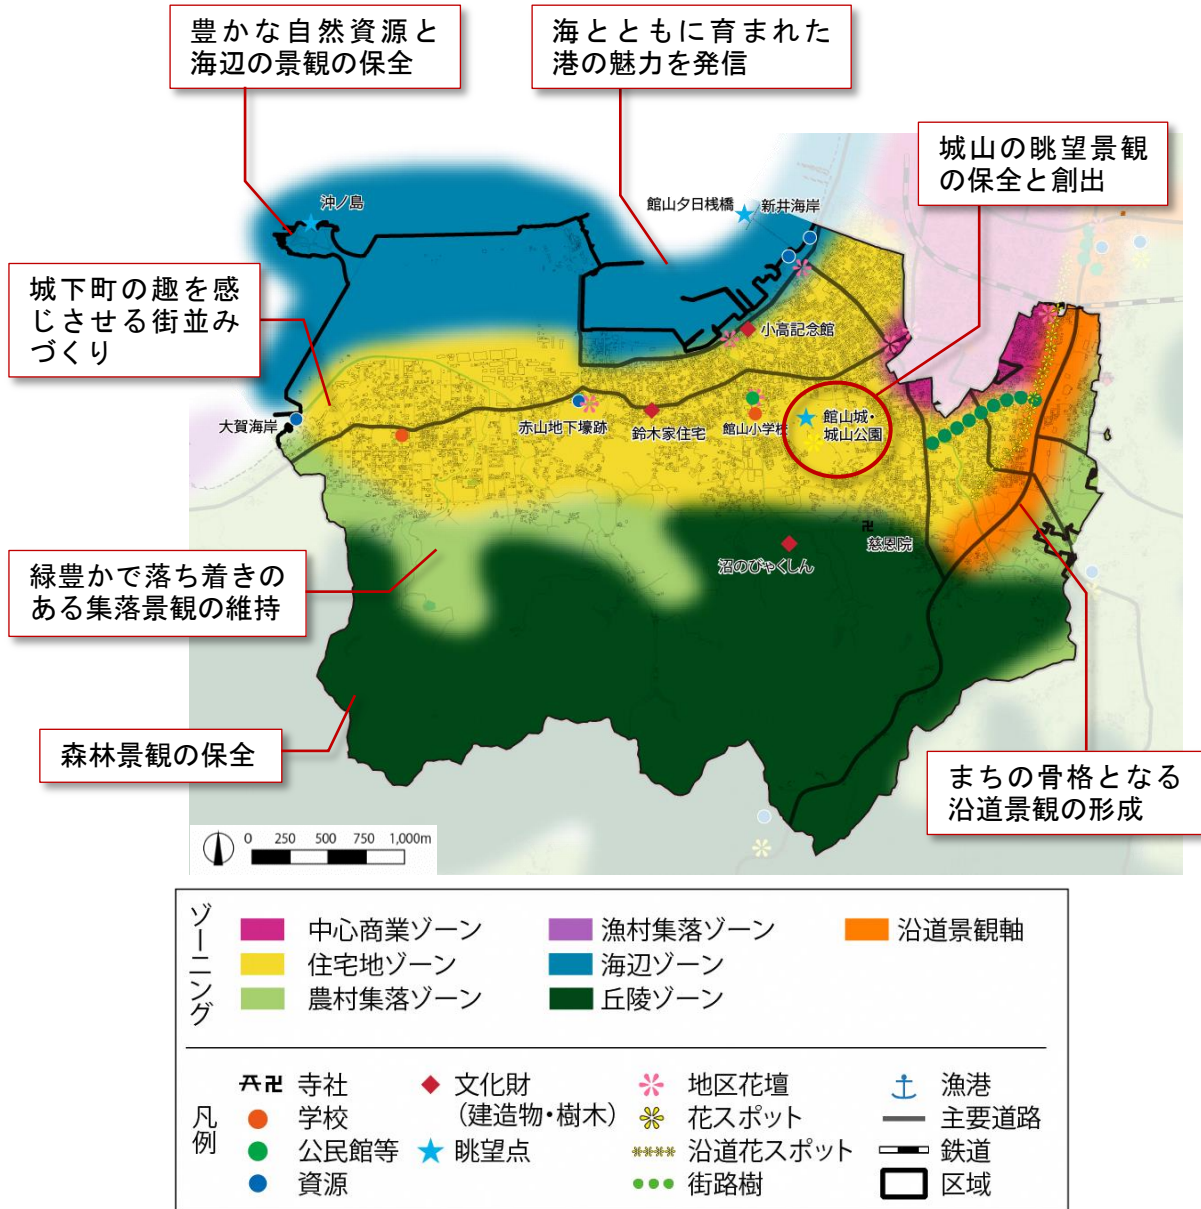 豊かな自然資源と
海辺の景観の保全
海とともに育まれた
港の魅力を発信
城山の眺望景観
の保全と創出
沖ノ島
館山夕日桟橋
新井海岸
城下町の趣を感
じさせる街並み
づくり
小高記念館
大賀海岸
赤山地下壕跡
鈴木家住宅
館山小学校
館山城・
城山公園
慈恩院
沼のびゃくしん
緑豊かで落ち着きの
ある集落景観の維持
森林景観の保全
まちの骨格となる
沿道景観の形成
0 250 500 750 1,000m
ゾーニング
中心商業ゾーン
漁村集落ゾーン
沿道景観軸
住宅地ゾーン
海辺ゾーン
農村集落ゾーン
丘陵ゾーン
凡例
寺社
文化財
(建造物・樹木)
地区花壇
漁港
学校
花スポット
主要道路
公民館等
眺望点
沿道花スポット
鉄道
資源
街路樹
区域